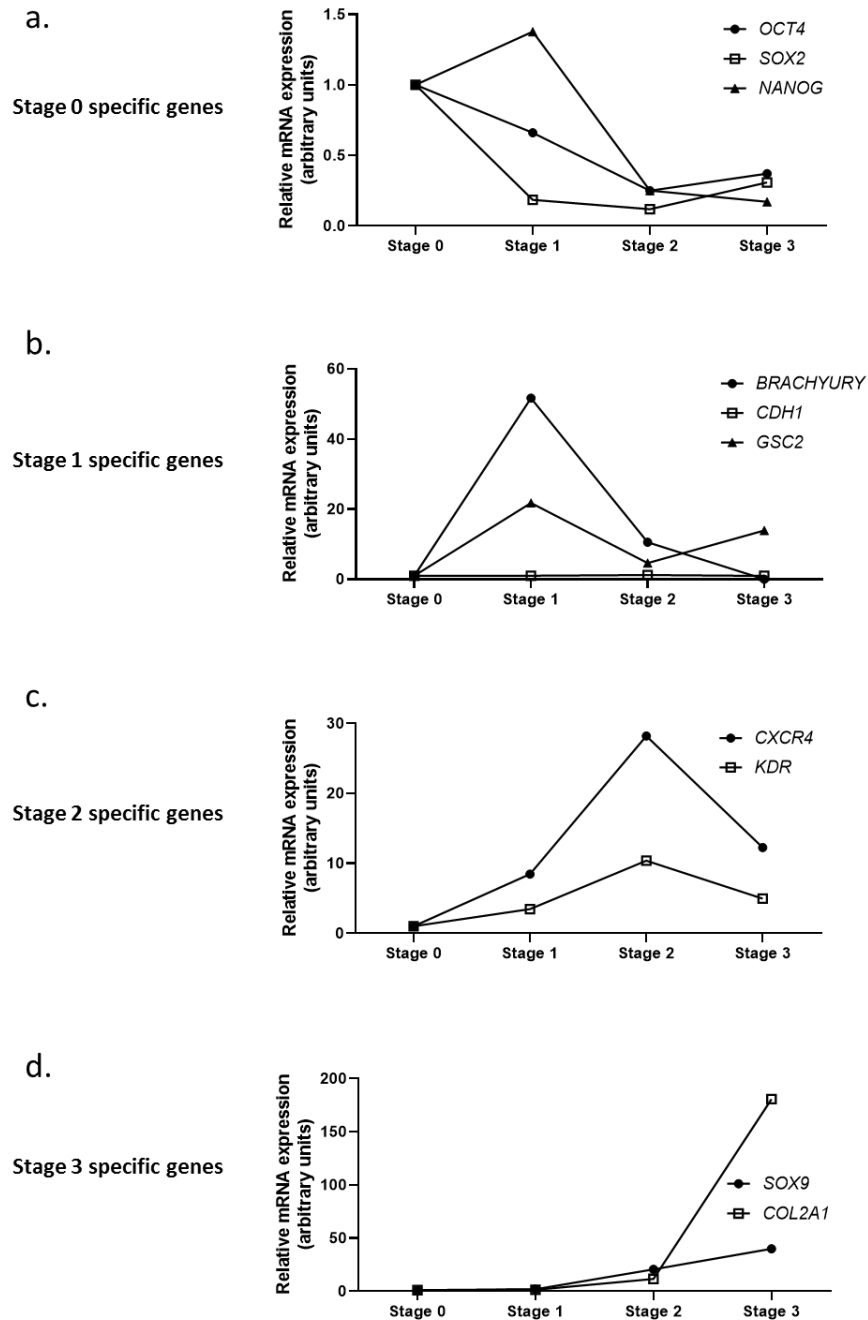 a.
Stage 0 specific genes
Relative mRNA expression
(arbitrary units)
1.5
1.0
0.5
0.0
OCT4
SOX2
NANOG
Stage 0 Stage 1 Stage 2 Stage 3
b.
Stage 1 specific genes
Relative mRNA expression
(arbitrary units)
60
40
20
0
BRACHYURY
CDH1
GSC2
Stage 0 Stage 1 Stage 2 Stage 3
c.
Stage 2 specific genes
Relative mRNA expression
(arbitrary units)
30
20
10
0
CXCR4
KDR
Stage 0 Stage 1 Stage 2 Stage 3
d.
Stage 3 specific genes
Relative mRNA expression
(arbitrary units)
200
150
100
50
0
SOX9
COL2A1
Stage 0 Stage 1 Stage 2 Stage 3